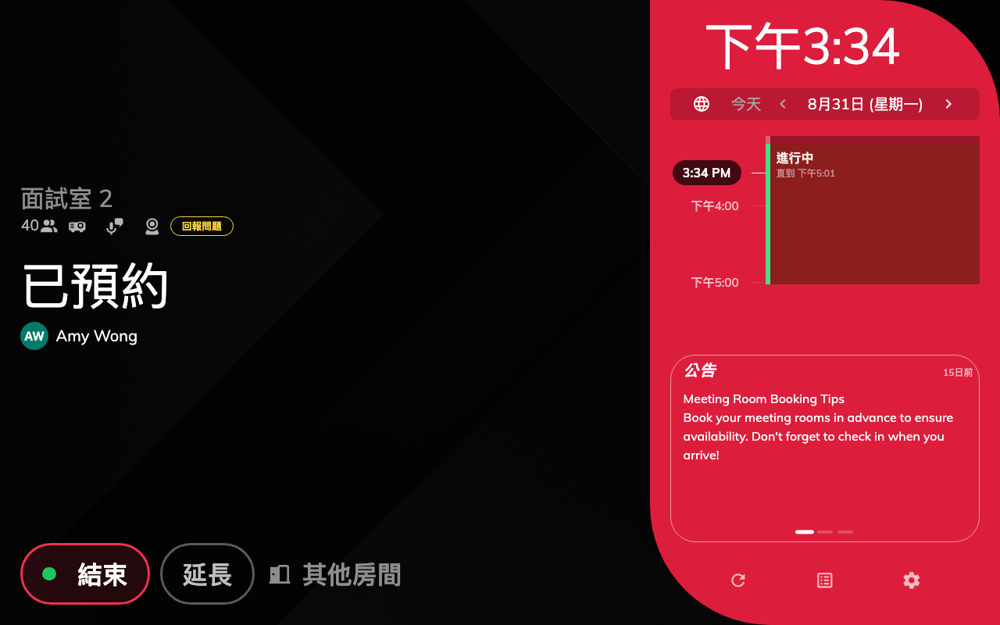 面試室 2
40
回報問題
已預約
AW
Amy Wong
結束
延長
其他房間
下午3:34
今天
8月31日 (星期一)
進行中
直到 下午5:01
3:34 PM
下午4:00
下午5:00
公告
15日前
Meeting Room Booking Tips
Book your meeting rooms in advance to ensure
availability. Don't forget to check in when you
arrive!